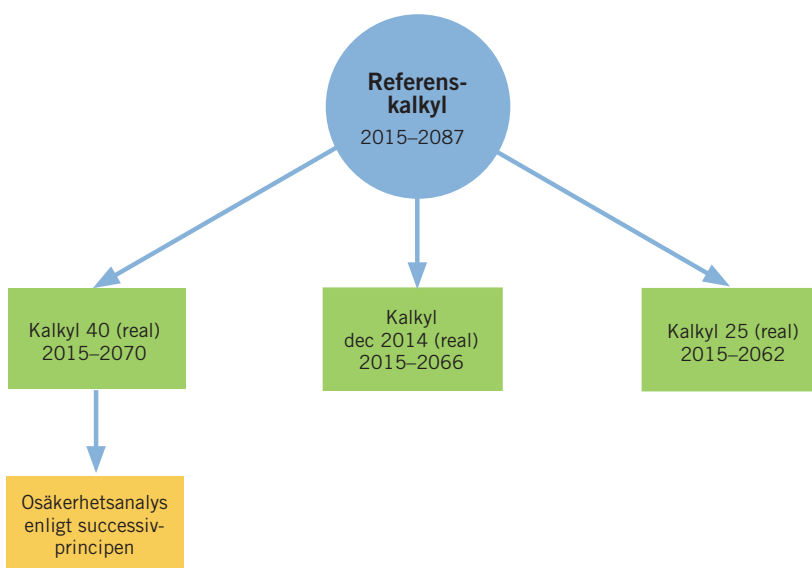 Referens-
kalkyl
2015–2087
Kalkyl 40 (real)
2015–2070
Kalkyl
dec 2014 (real)
2015–2066
Kalkyl 25 (real)
2015–2062
Osäkerhetsanalys
enligt successiv-
principen